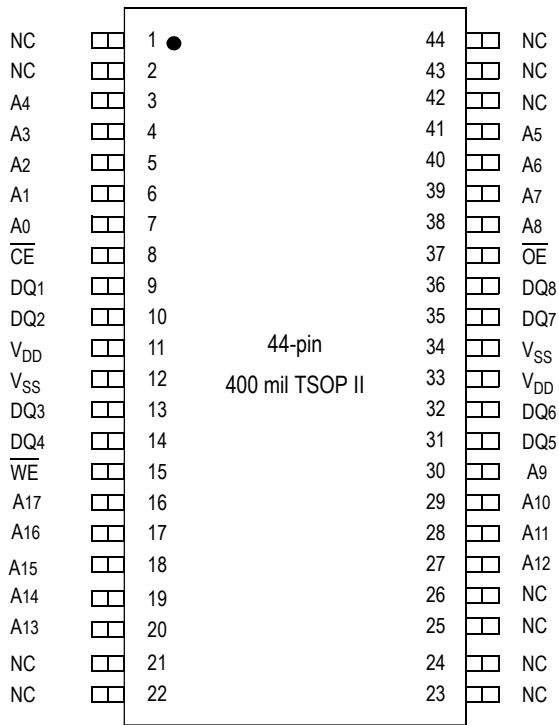 NC 1 44 NC
NC 2 43 NC
A4 3 42 NC
A3 4 41 A5
A2 5 40 A6
A1 6 39 A7
A0 7 38 A8
C̅E̅ 8 37 O̅E̅
DQ1 9 36 DQ8
DQ2 10 35 DQ7
VDD 11 44-pin 34 VSS
VSS 12 400 mil TSOP II 33 VDD
DQ3 13 32 DQ6
DQ4 14 31 DQ5
W̅E̅ 15 30 A9
A17 16 29 A10
A16 17 28 A11
A15 18 27 A12
A14 19 26 NC
A13 20 25 NC
NC 21 24 NC
NC 22 23 NC